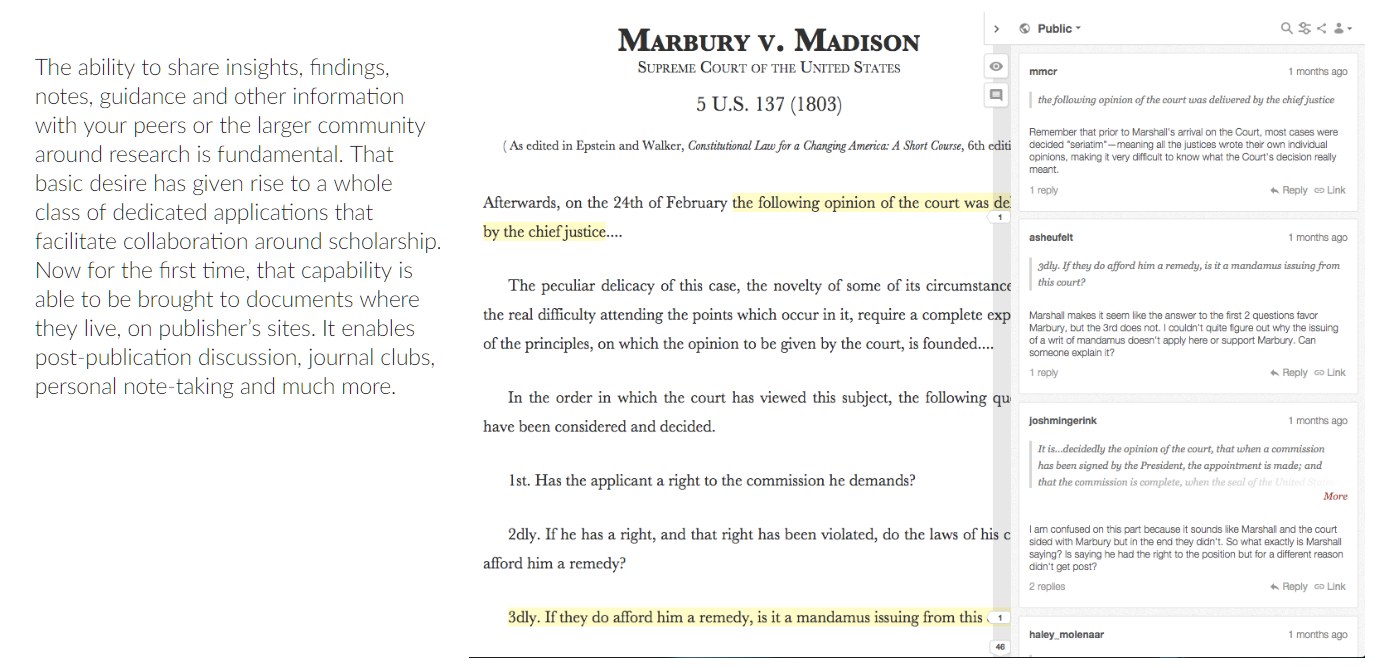 The ability to share insights, findings,
notes, guidance and other information
with your peers or the larger community
around research is fundamental. That
basic desire has given rise to a whole
class of dedicated applications that
facilitate collaboration around scholarship.
Now for the first time, that capability is
able to be brought to documents where
they live, on publisher's sites. It enables
post-publication discussion, journal clubs,
personal note-taking and much more.
MARBURY V. MADISON
SUPREME COURT OF THE UNITED STATES
5 U.S. 137 (1803)
(As edited in Epstein and Walker, Constitutional Law for a Changing America: A Short Course, 6th editi
Afterwards, on the 24th of February the following opinion of the court was del
1
by the chief justice....
The peculiar delicacy of this case, the novelty of some of its circumstance
the real difficulty attending the points which occur in it, require a complete exp
of the principles, on which the opinion to be given by the court, is founded....
In the order in which the court has viewed this subject, the following qu
have been considered and decided.
1st. Has the applicant a right to the commission he demands?
2dly. If he has a right, and that right has been violated, do the laws of his c
afford him a remedy?
3dly. If they do afford him a remedy, is it a mandamus issuing from this
1
46
Public
mmcr 1 months ago
the following opinion of the court was delivered by the chief justice
Remember that prior to Marshall's arrival on the Court, most cases were
decided "seriatim"—meaning all the justices wrote their own individual
opinions, making it very difficult to know what the Court's decision really
meant.
1 reply Reply Link
asheufelt 1 months ago
3dly. If they do afford him a remedy, is it a mandamus issuing from
this court?
Marshall makes it seem like the answer to the first 2 questions favor
Marbury, but the 3rd does not. I couldn't quite figure out why the issuing
of a writ of mandamus doesn't apply here or support Marbury. Can
someone explain it?
1 reply Reply Link
joshmingerink 1 months ago
It is...decidedly the opinion of the court, that when a commission
has been signed by the President, the appointment is made; and
that the commission is complete, when the seal of the United States
More
I am confused on this part because it sounds like Marshall and the court
sided with Marbury but in the end they didn't. So what exactly is Marshall
saying? Is saying he had the right to the position but for a different reason
didn't get post?
2 replies Reply Link
haley_molenaar 1 months ago